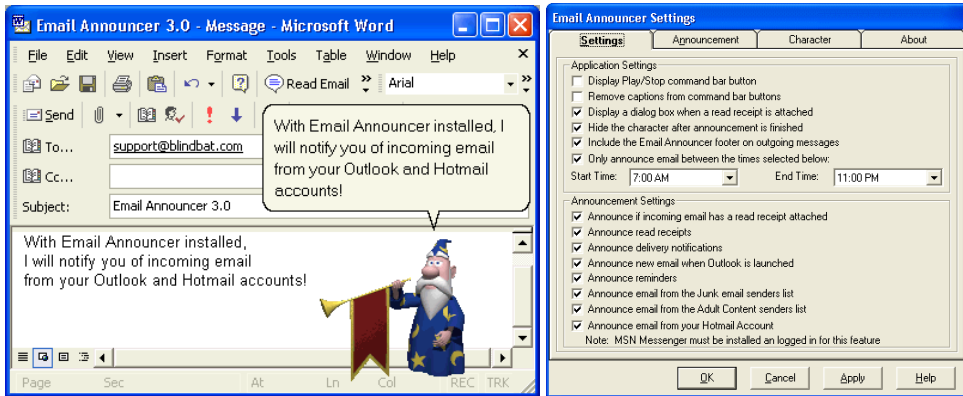 Email Announcer 3.0 - Message - Microsoft Word
File Edit View Insert Format Tools Table Window Help
Read Email Arial
Send
To... support@blindbat.com
Cc...
Subject: Email Announcer 3.0
With Email Announcer installed, I
will notify you of incoming email
from your Outlook and Hotmail
accounts!
With Email Announcer installed,
I will notify you of incoming email
from your Outlook and Hotmail accounts!
Page Sec At Ln Col REC TRK
Email Announcer Settings
Settings Announcement Character About
Application Settings
Display Play/Stop command bar button
Remove captions from command bar buttons
Display a dialog box when a read receipt is attached
Hide the character after announcement is finished
Include the Email Announcer footer on outgoing messages
Only announce email between the times selected below:
Start Time: 7:00 AM End Time: 11:00 PM
Announcement Settings
Announce if incoming email has a read receipt attached
Announce read receipts
Announce delivery notifications
Announce new email when Outlook is launched
Announce reminders
Announce email from the Junk email senders list
Announce email from the Adult Content senders list
Announce email from your Hotmail Account
Note: MSN Messenger must be installed an logged in for this feature
OK Cancel Apply Help